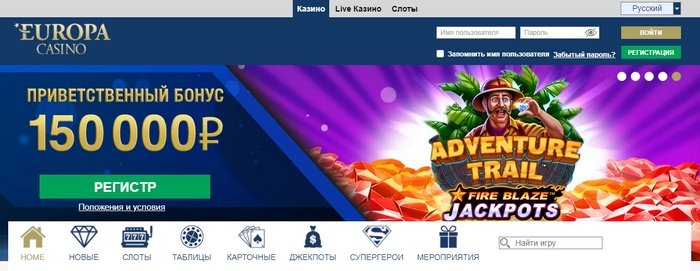 Казино Live Казино Слоты Русский
EUROPA
CASINO
Имя пользователя Пароль ВОЙТИ
Запомнить имя пользователя Забытый пароль? РЕГИСТРАЦИЯ
ПРИВЕТСТВЕННЫЙ БОНУС
150 000₽
РЕГИСТР
Положения и условия
ADVENTURE
TRAIL
FIRE BLAZE™
JACKPOTS
HOME НОВЫЕ СЛОТЫ ТАБЛИЦЫ КАРТОЧНЫЕ ДЖЕКПОТЫ СУПЕРГЕРОИ МЕРОПРИЯТИЯ Найти игру